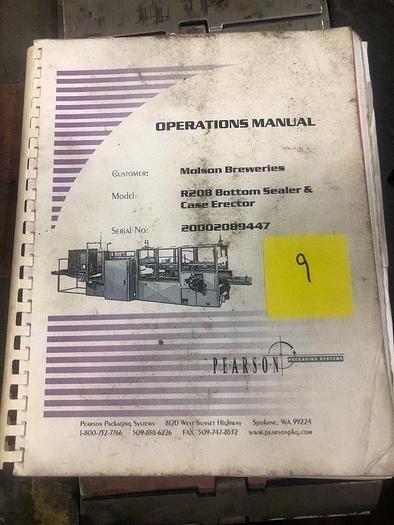 OPERATIONS MANUAL
CUSTOMER: Molson Breweries
MODEL: R208 Bottom Sealer &
Case Erector
SERIAL NO: 20002089447
9
PEARSON
PACKAGING SYSTEMS
PEARSON PACKAGING SYSTEMS 8120 WEST SUNSET HIGHWAY SPOKANE, WA 99224
1-800-732-7766 509-838-6226 FAX 509-747-8532 WWW.PEARSONPKG.COM